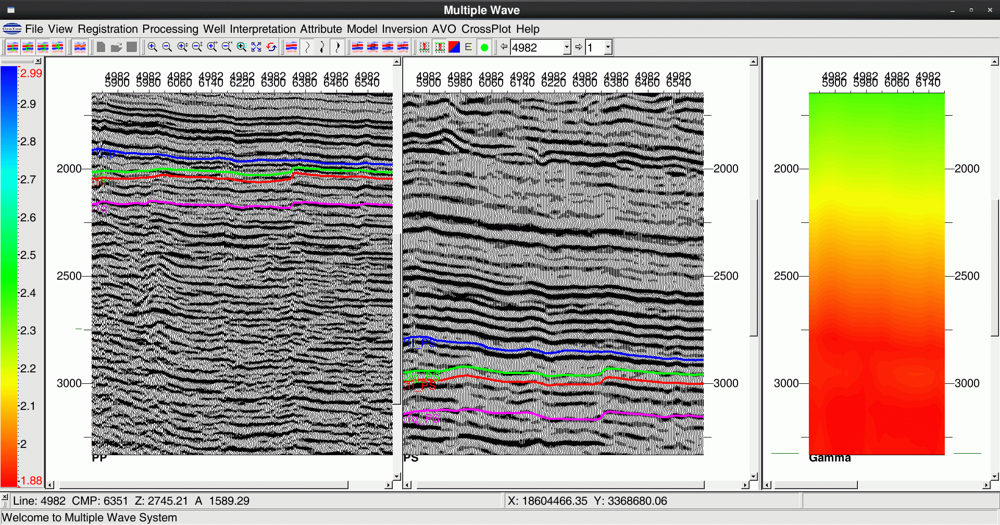 Multiple Wave
File View Registration Processing Well Interpretation Attribute Model Inversion AVO CrossPlot Help
E 4982 1
2.99
2.9
2.8
2.7
2.6
2.5
2.4
2.3
2.2
2.1
2
1.88
4982 4982 4982 4982 4982 4982 4982 4982 4982
5900 5980 6060 6140 6220 6300 6380 6460 6540
2000
2500
3000
PP
4982 4982 4982 4982 4982 4982 4982 4982 4982
5900 5980 6060 6140 6220 6300 6380 6460 6540
2000
2500
3000
PS
4982 4982 4982 4982
5900 5980 6060 6140
2000 2000
2500 2500
3000 3000
Gamma
Line: 4982 CMP: 6351 Z: 2745.21 A 1589.29
X: 18604466.35 Y: 3368680.06
Welcome to Multiple Wave System